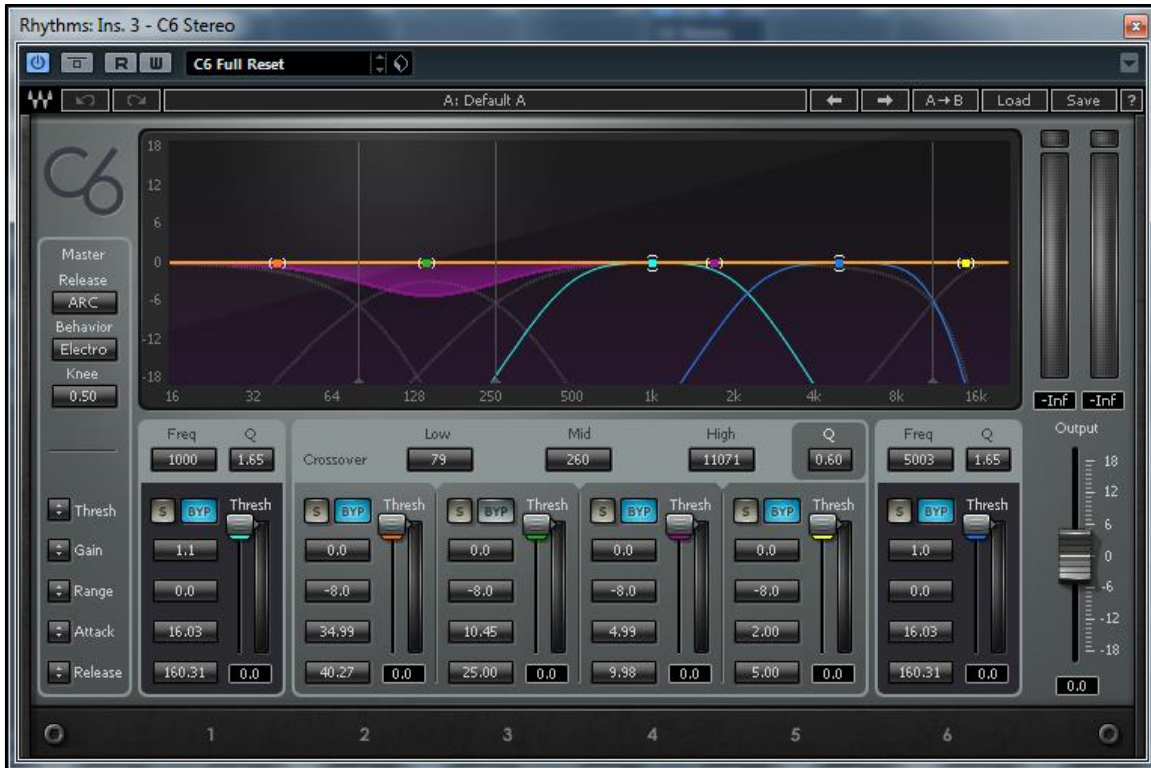 Rhythms: Ins. 3 - C6 Stereo
R W C6 Full Reset
A: Default A A→B Load Save ?
C6
18
12
6
0
-6
-12
-18
16 32 64 128 250 500 1k 2k 4k 8k 16k
Master
Release
ARC
Behavior
Electro
Knee
0.50
-Inf -Inf
Output
Freq Q Low Mid High Q Freq Q
1000 1.65 Crossover 79 260 11071 0.60 5003 1.65
Thresh S BYP Thresh S BYP Thresh S BYP Thresh S BYP Thresh S BYP Thresh S BYP Thresh
Gain 1.1 0.0 0.0 0.0 0.0 1.0
Range 0.0 -8.0 -8.0 -8.0 -8.0 0.0
Attack 16.03 34.99 10.45 4.99 2.00 16.03
Release 160.31 0.0 40.27 0.0 25.00 0.0 9.98 0.0 5.00 0.0 160.31 0.0
18
12
6
0
-6
-12
-18
0.0
1 2 3 4 5 6